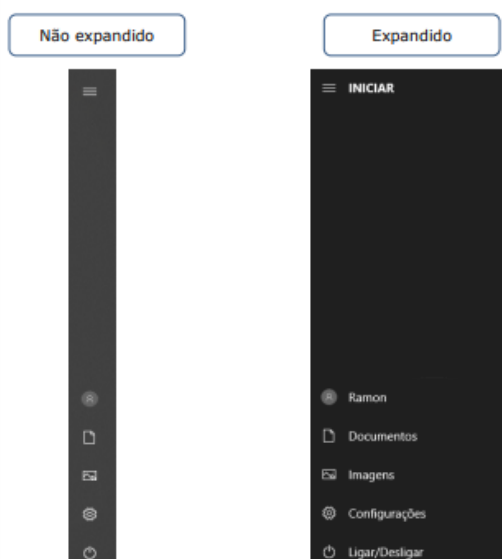 Não expandido
Expandido
INICIAR
Ramon
Documentos
Imagens
Configurações
Ligar/Desligar